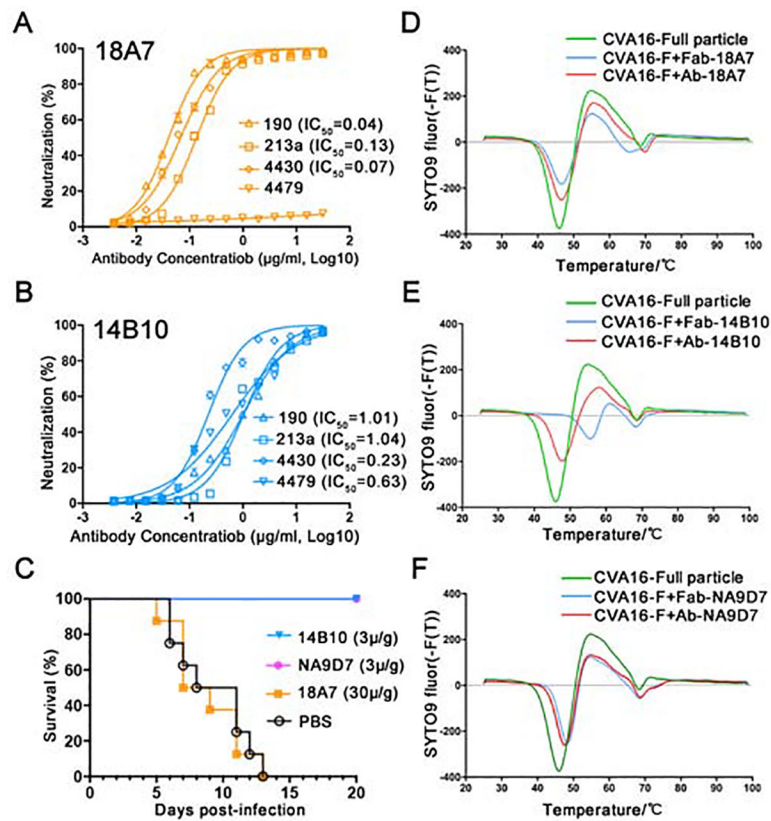 A
18A7
100
80
60
40
20
0
Neutralization (%)
190 (IC50=0.04)
213a (IC50=0.13)
4430 (IC50=0.07)
4479
-3 -2 -1 0 1 2
Antibody Concentratiob (μg/ml, Log10)
B
14B10
100
80
60
40
20
0
Neutralization (%)
190 (IC50=1.01)
213a (IC50=1.04)
4430 (IC50=0.23)
4479 (IC50=0.63)
-3 -2 -1 0 1 2
Antibody Concentratiob (μg/ml, Log10)
C
100
80
60
40
20
0
Survival (%)
14B10 (3μ/g)
NA9D7 (3μ/g)
18A7 (30μ/g)
PBS
0 5 10 15 20
Days post-infection
D
CVA16-Full particle
CVA16-F+Fab-18A7
CVA16-F+Ab-18A7
400
200
0
-200
-400
SYTO9 fluor(-F(T))
20 30 40 50 60 70 80 90 100
Temperature/℃
E
CVA16-Full particle
CVA16-F+Fab-14B10
CVA16-F+Ab-14B10
400
200
0
-200
-400
SYTO9 fluor(-F(T))
20 30 40 50 60 70 80 90 100
Temperature/℃
F
CVA16-Full particle
CVA16-F+Fab-NA9D7
CVA16-F+Ab-NA9D7
400
200
0
-200
-400
SYTO9 fluor(-F(T))
20 30 40 50 60 70 80 90 100
Temperature/℃